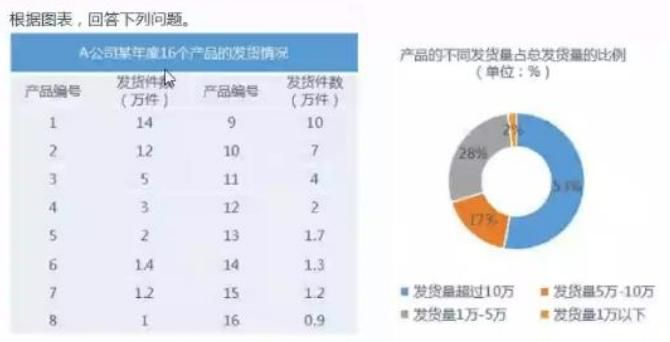 根据图表，回答下列问题。
A公司某年度16个产品的发货情况
产品编号 发货件数（万件） 产品编号 发货件数（万件）
1 14 9 10
2 12 10 7
3 5 11 4
4 3 12 2
5 2 13 1.7
6 1.4 14 1.3
7 1.2 15 1.2
8 1 16 0.9
产品的不同发货量占总发货量的比例
（单位：%）
2%
28%
53%
17%
发货量超过10万 发货量5万-10万
发货量1万-5万 发货量1万以下